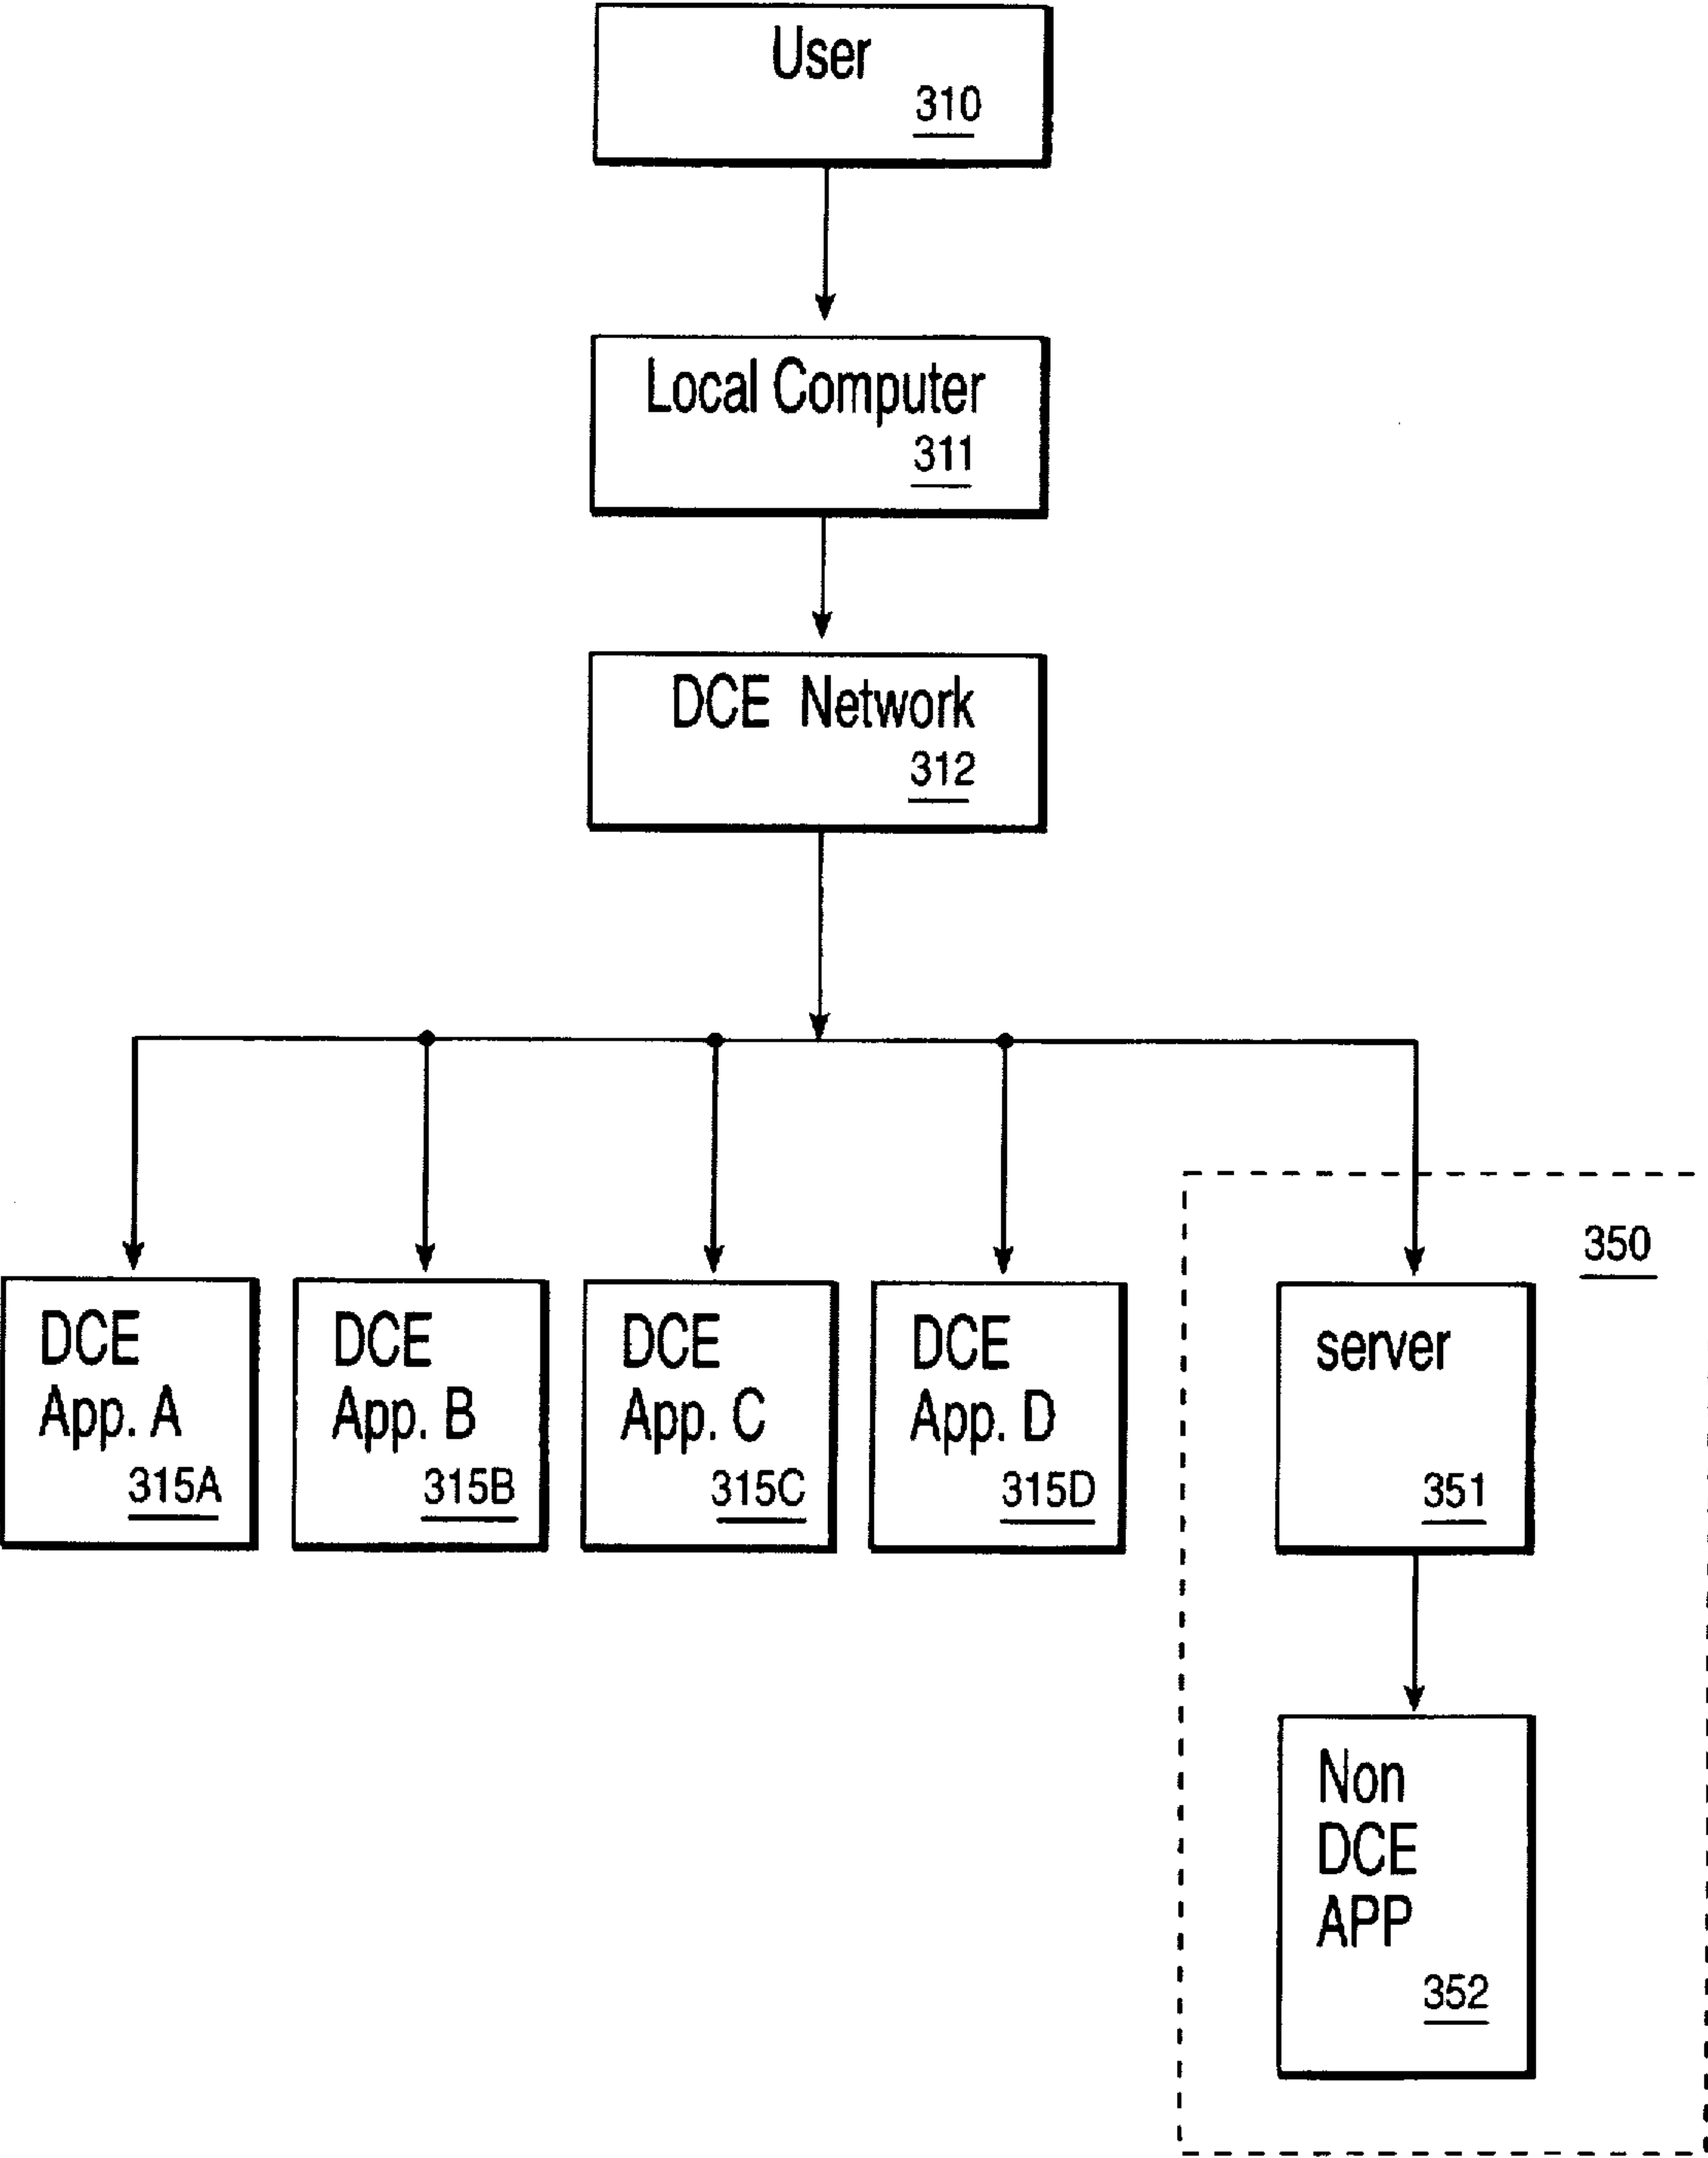 User
310
Local Computer
311
DCE Network
312
350
DCE
App. A
315A
DCE
App. B
315B
DCE
App. C
315C
DCE
App. D
315D
server
351
Non
DCE
APP
352